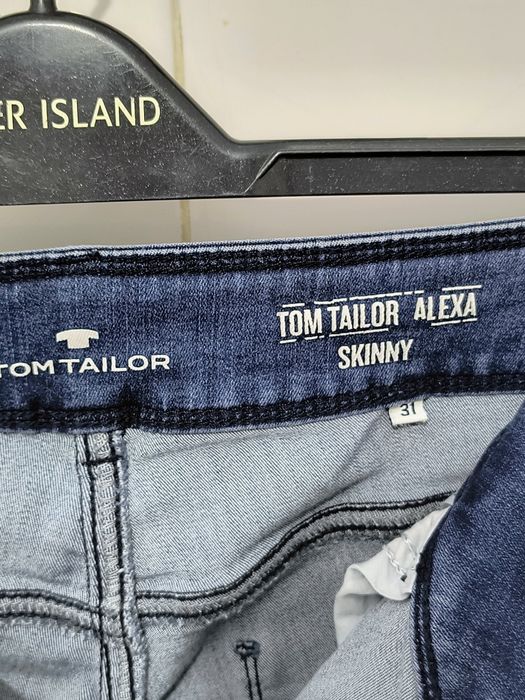 ER ISLAND
TOM TAILOR
TOM TAILOR ALEXA
SKINNY
31